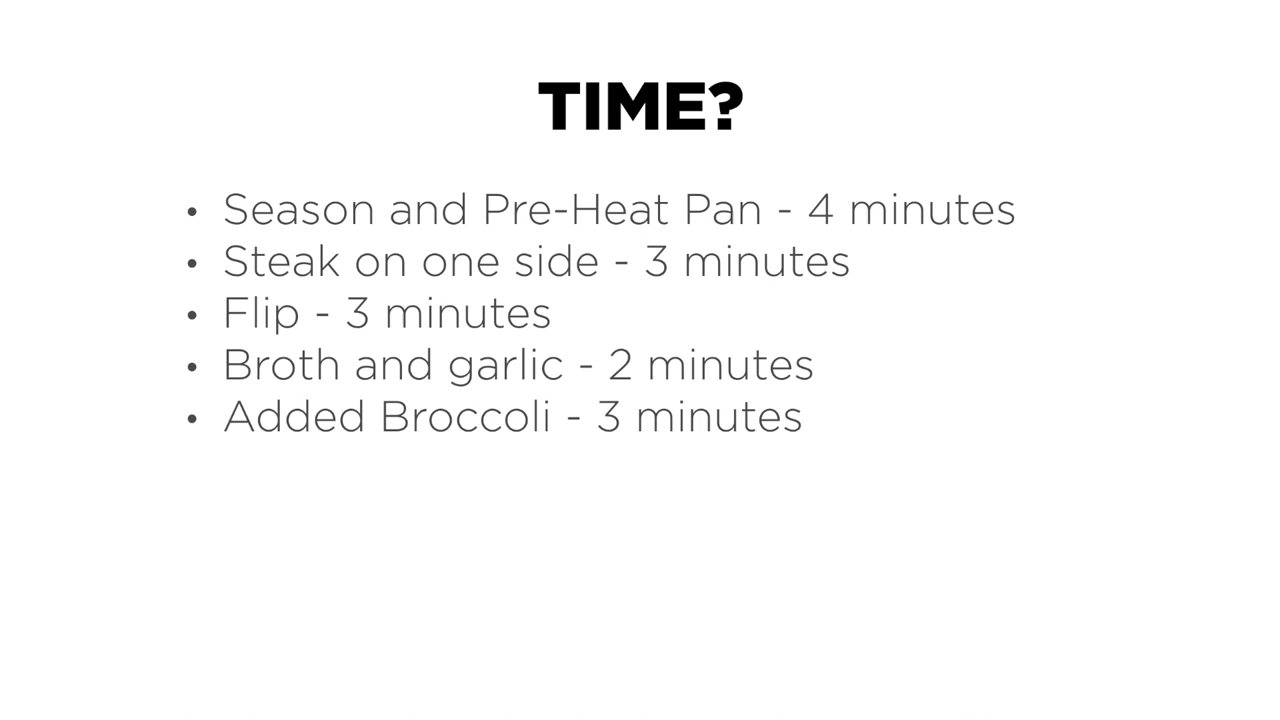 TIME?
• Season and Pre-Heat Pan - 4 minutes
• Steak on one side - 3 minutes
• Flip - 3 minutes
• Broth and garlic - 2 minutes
• Added Broccoli - 3 minutes